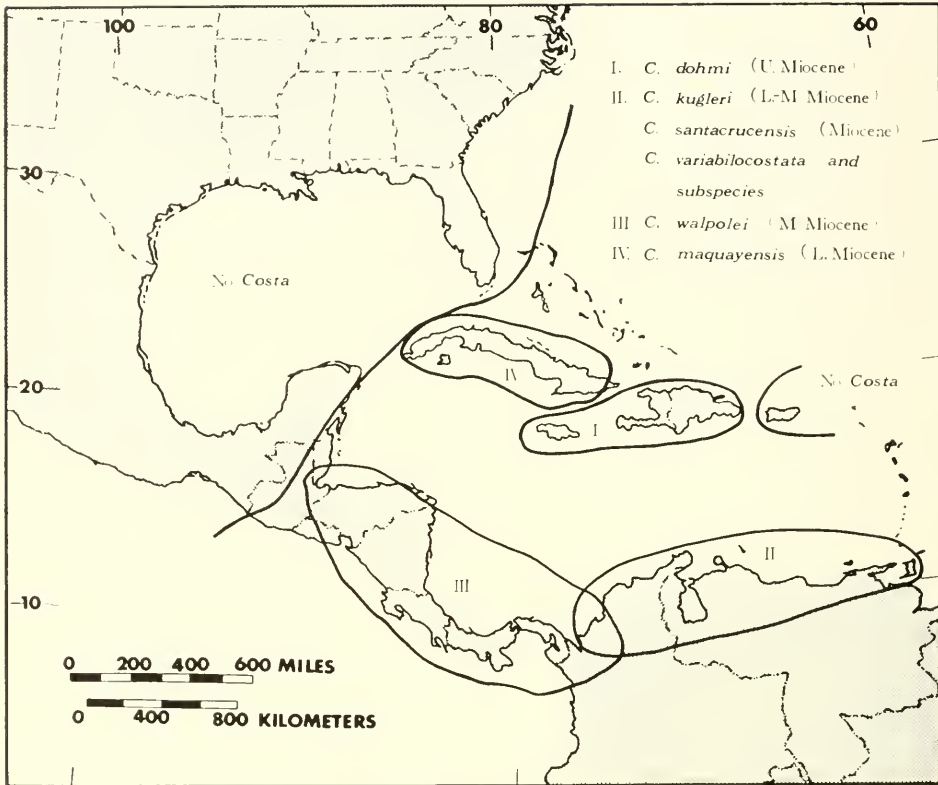 100 80 60
I. C. dohmi (U. Miocene)
II. C. kugleri (L-M Miocene)
C. santacrucensis (Miocene)
C. variabilocostata and
subspecies
III C. walpolei (M Miocene)
IV. C. maquayensis (L. Miocene)
30
No Costa
20
IV
No Costa
I
II
10
III
0 200 400 600 MILES
0 400 800 KILOMETERS